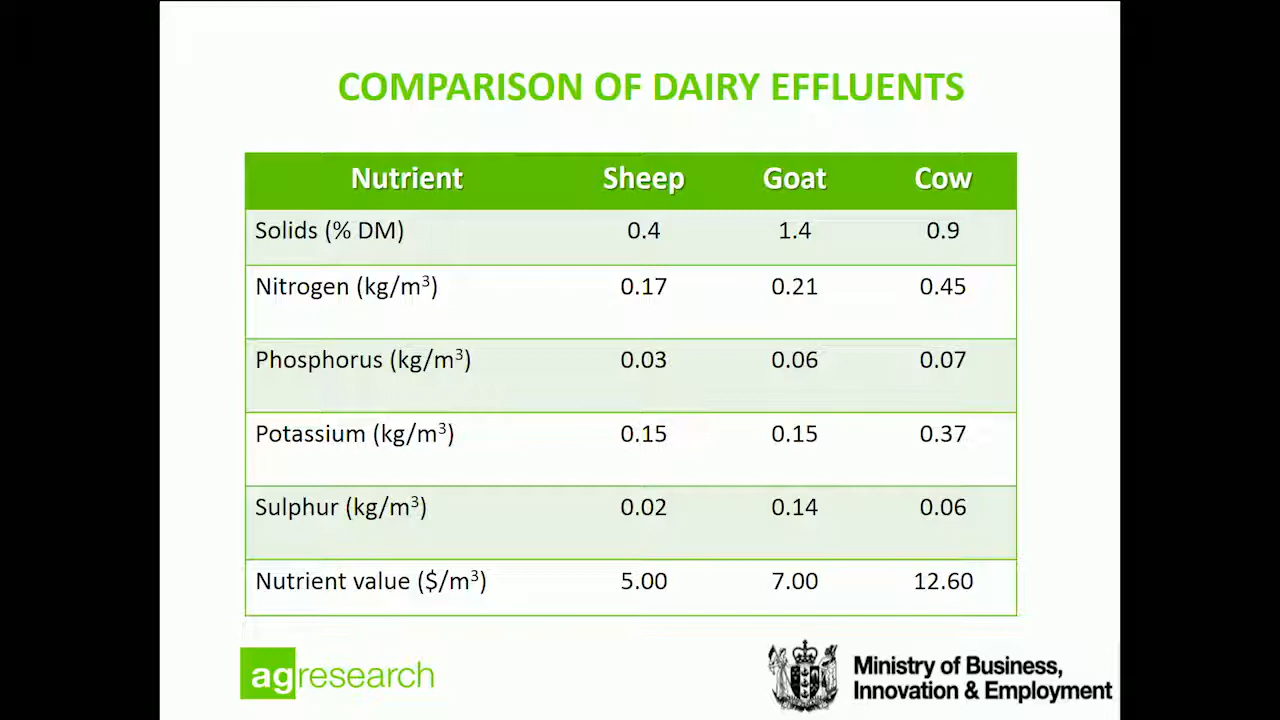 COMPARISON OF DAIRY EFFLUENTS
Nutrient Sheep Goat Cow
Solids (% DM) 0.4 1.4 0.9
Nitrogen (kg/m³) 0.17 0.21 0.45
Phosphorus (kg/m³) 0.03 0.06 0.07
Potassium (kg/m³) 0.15 0.15 0.37
Sulphur (kg/m³) 0.02 0.14 0.06
Nutrient value ($/m³) 5.00 7.00 12.60
agresearch
Ministry of Business,
Innovation & Employment